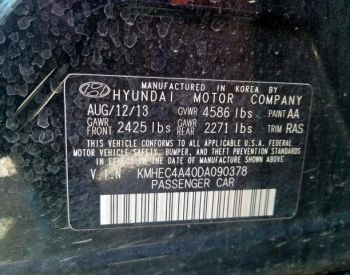 MANUFACTURED IN KOREA BY
HYUNDAI MOTOR COMPANY
AUG/12/13 GVWR 4586 lbs PAINT AA
GAWR FRONT 2425 lbs GAWR REAR 2271 lbs TRIM RAS
THIS VEHICLE CONFORMS TO ALL APPLICABLE
U.S. FEDERAL MOTOR VEHICLE SAFETY, BUMPER, AND THEFT
PREVENTION STANDARDS
IN EFFECT ON THE DATE OF MANUFACTURE SHOWN ABOVE.
V.I.N KMHEC4A40DA090378
PASSENGER CAR